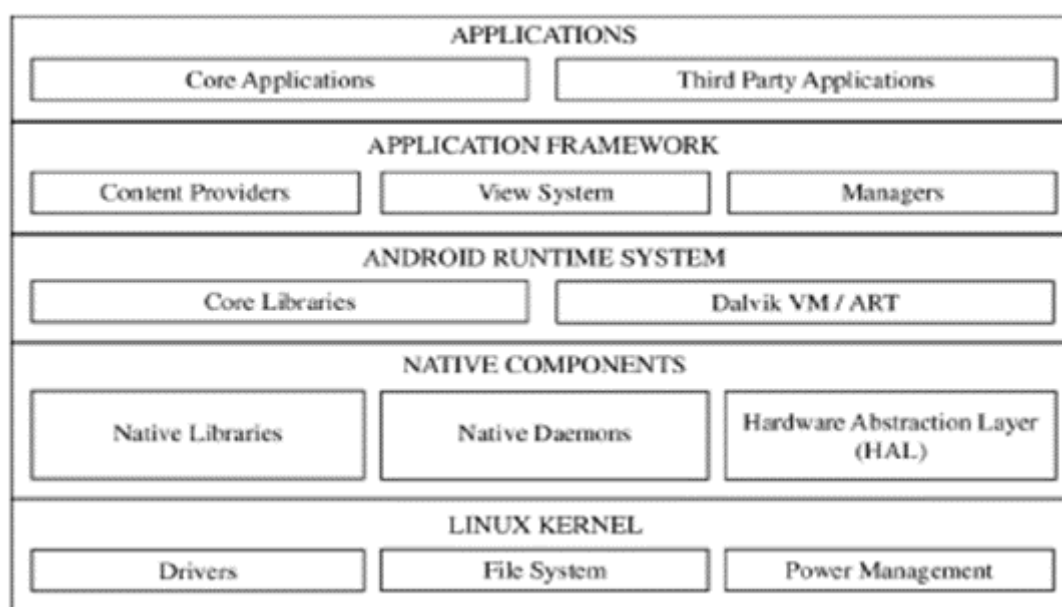 APPLICATIONS
Core Applications
Third Party Applications
APPLICATION FRAMEWORK
Content Providers
View System
Managers
ANDROID RUNTIME SYSTEM
Core Libraries
Dalvik VM / ART
NATIVE COMPONENTS
Native Libraries
Native Daemons
Hardware Abstraction Layer
(HAL)
LINUX KERNEL
Drivers
File System
Power Management